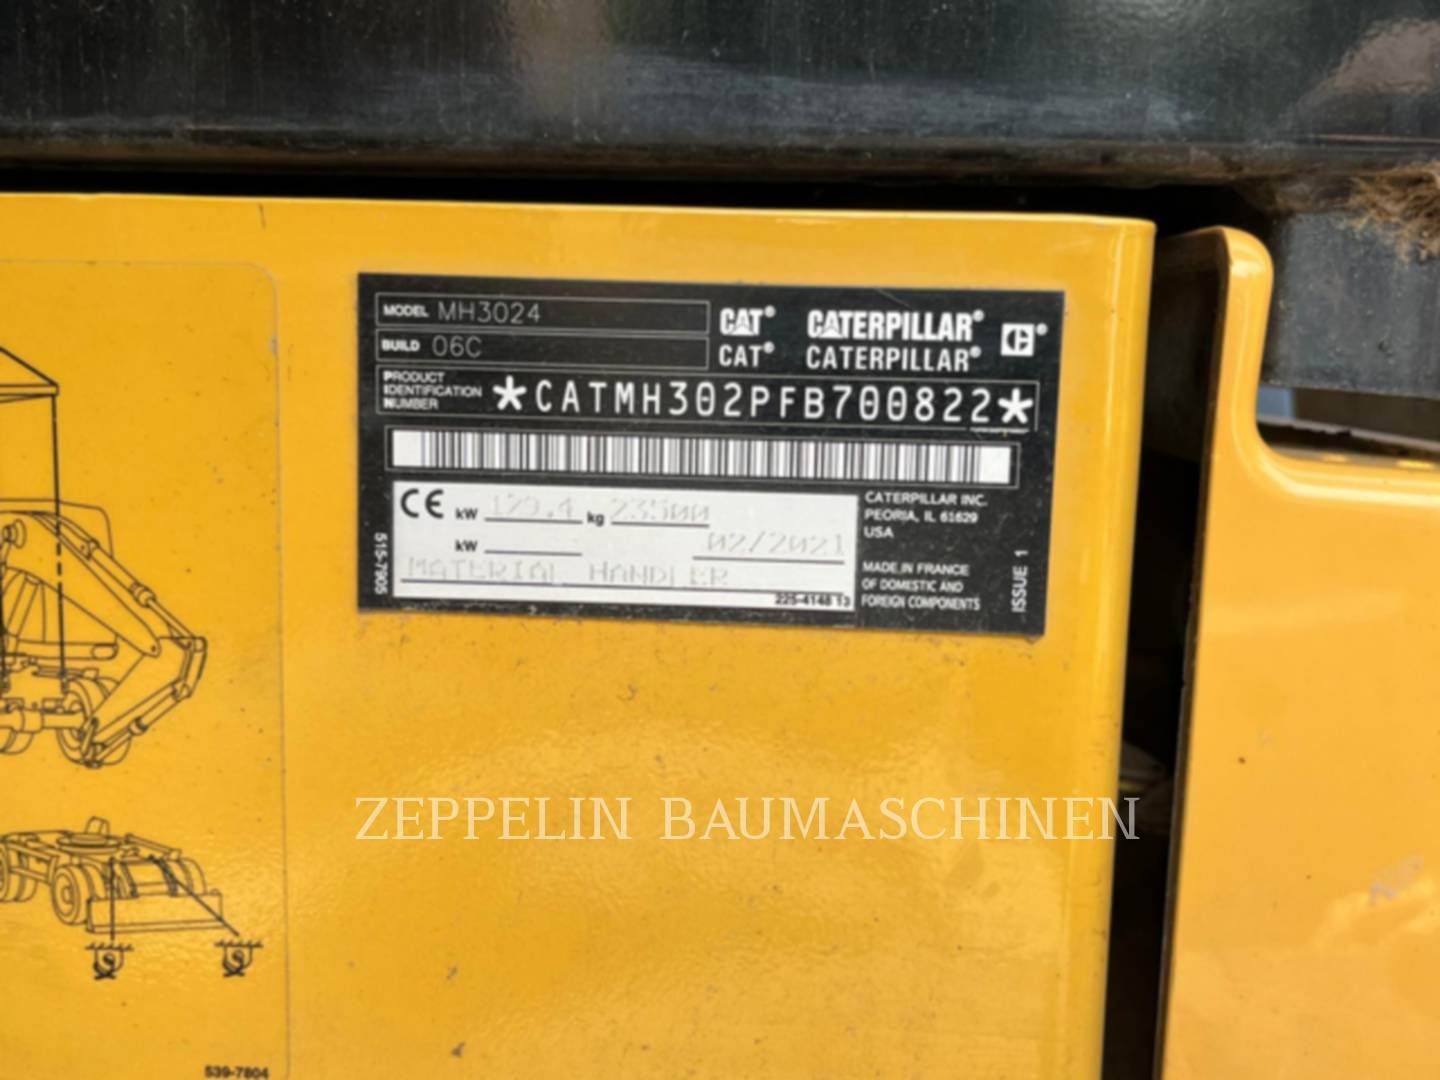 MODEL MH3024
BUILD 06C
CAT® CATERPILLAR®
CAT® CATERPILLAR®
PRODUCT IDENTIFICATION NUMBER *CATMH302PFB700822*
CE kW 129.4 kg 23500
kW 02/2021
MATERIAL HANDLER
225-4148 13
515-7905
CATERPILLAR INC.
PEORIA, IL 61629
USA
MADE IN FRANCE
OF DOMESTIC AND
FOREIGN COMPONENTS
ISSUE 1
ZEPPELIN BAUMASCHINEN
539-7804